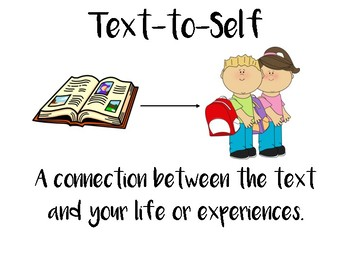 Text-to-Self
A connection between the text
and your life or experiences.